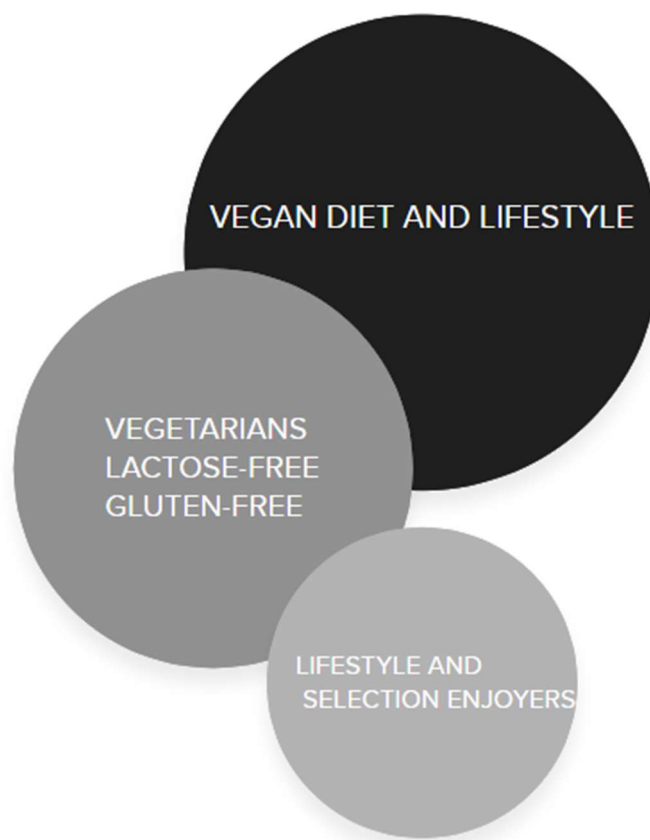 VEGAN DIET AND LIFESTYLE
VEGETARIANS
LACTOSE-FREE
GLUTEN-FREE
LIFESTYLE AND
SELECTION ENJOYERS